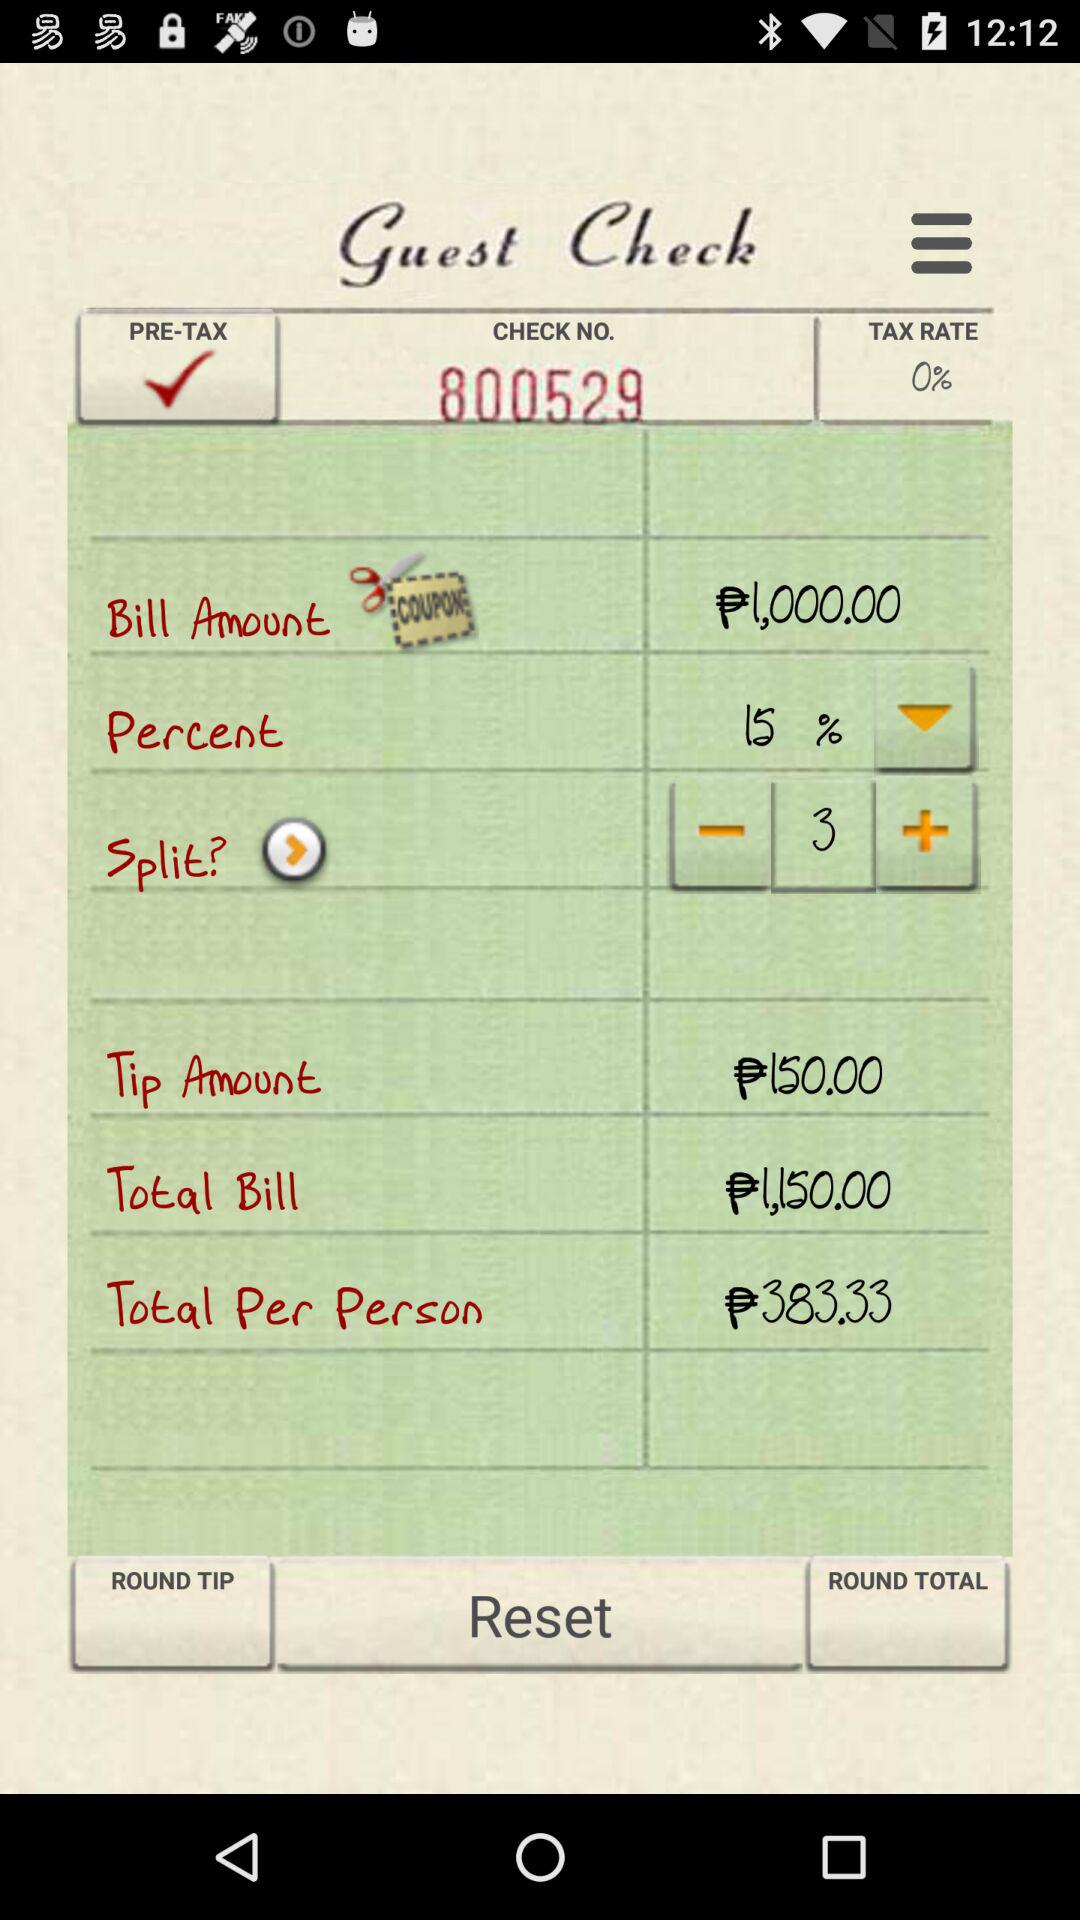 FAKE
12:12
Guest Check
PRE-TAX CHECK NO. TAX RATE
800529 0%
Bill Amount COUPON ₱1,000.00
Percent 15 %
Split? 3
Tip Amount ₱150.00
Total Bill ₱1,150.00
Total Per Person ₱383.33
ROUND TIP Reset ROUND TOTAL